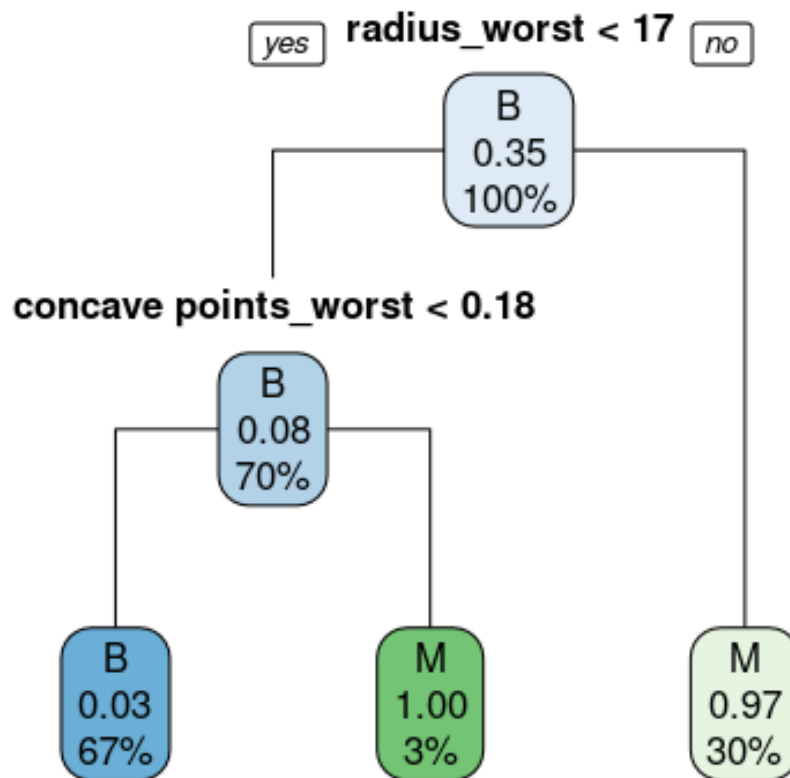 yes radius_worst < 17 no
B
0.35
100%
concave points_worst < 0.18
B
0.08
70%
B
0.03
67%
M
1.00
3%
M
0.97
30%